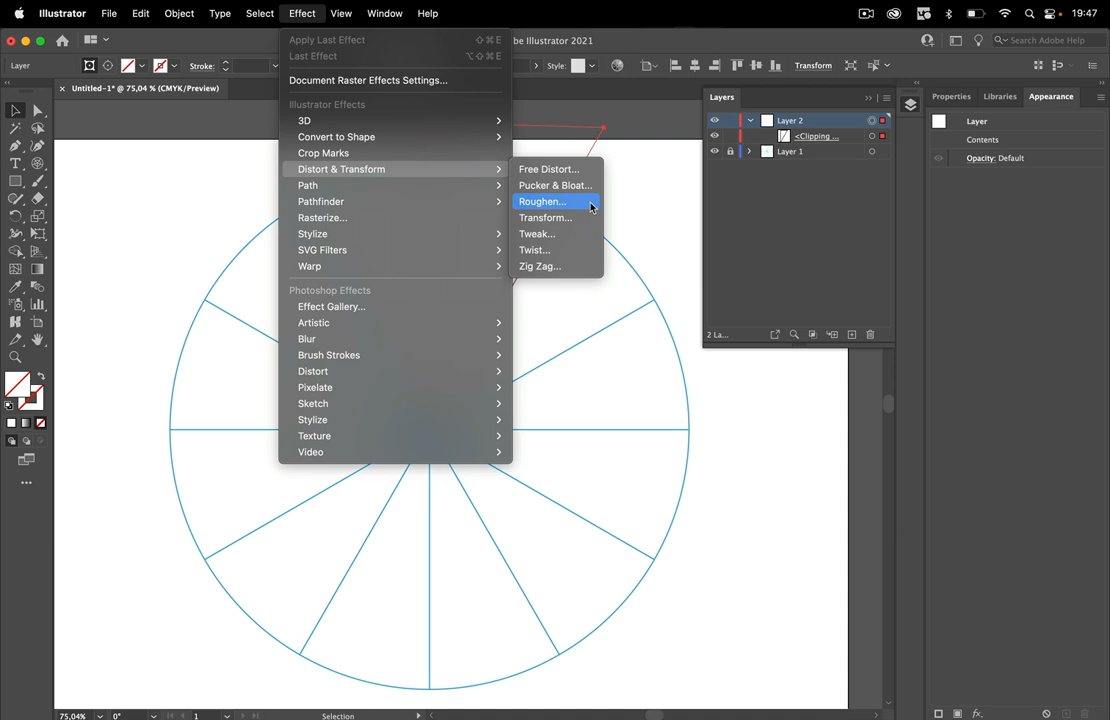 Illustrator File Edit Object Type Select Effect View Window Help 19:47
be Illustrator 2021
Search Adobe Help
Layer Stroke: Style: Transform
× Untitled-1* @ 75,04 % (CMYK/Preview)
Apply Last Effect ⇧⌘E
Last Effect ⌥⇧⌘E
Document Raster Effects Settings...
Illustrator Effects
3D
Convert to Shape
Crop Marks
Distort & Transform
Path
Pathfinder
Rasterize...
Stylize
SVG Filters
Warp
Photoshop Effects
Effect Gallery...
Artistic
Blur
Brush Strokes
Distort
Pixelate
Sketch
Stylize
Texture
Video
Free Distort...
Pucker & Bloat...
Roughen...
Transform...
Tweak...
Twist...
Zig Zag...
Layers
Layer 2
<Clipping ...
Layer 1
2 La...
Properties Libraries Appearance
Layer
Contents
Opacity: Default
fx.
75,04% 0° 1 Selection